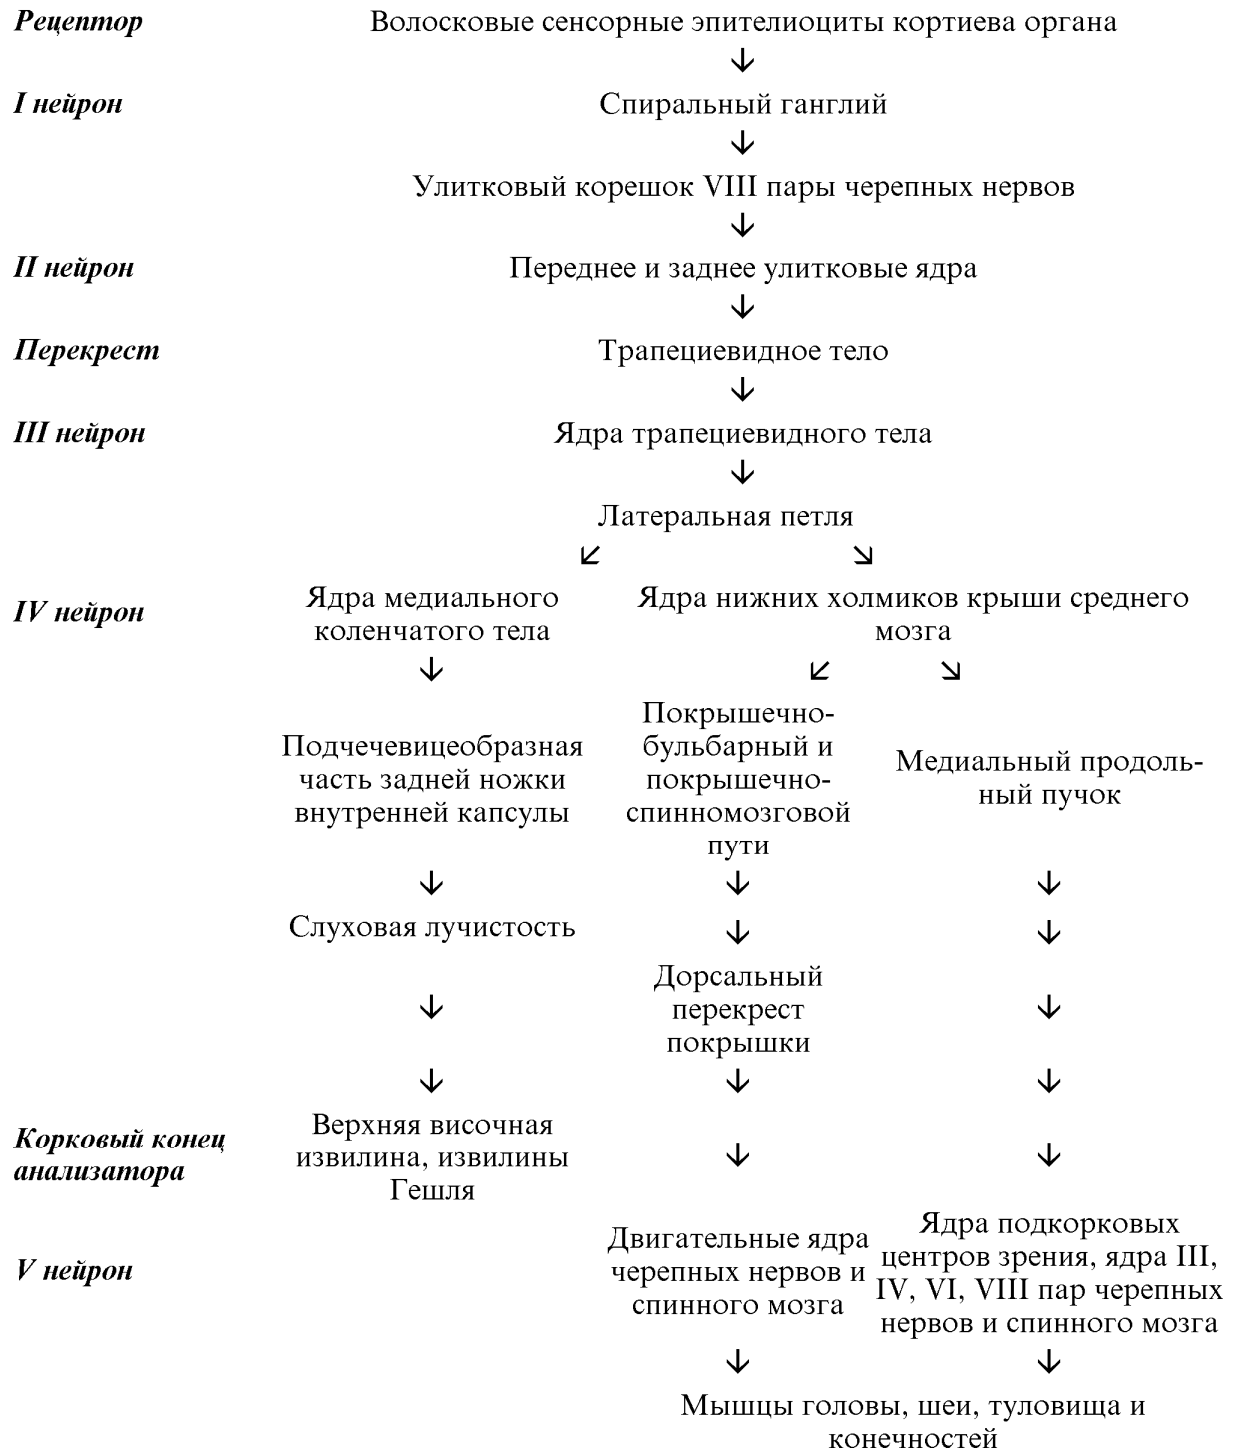 Рецептор Волосковые сенсорные эпителиоциты кортиева органа
I нейрон Спиральный ганглий
Улитковый корешок VIII пары черепных нервов
II нейрон Переднее и заднее улитковые ядра
Перекрест Трапециевидное тело
III нейрон Ядра трапециевидного тела
Латеральная петля
IV нейрон
Ядра медиального
коленчатого тела
Ядра нижних холмиков крыши среднего
мозга
Подчечевицеобразная
часть задней ножки
внутренней капсулы
Покрышечно-
бульбарный и
покрышечно-
спинномозговой
пути
Медиальный продоль-
ный пучок
Слуховая лучистость
Дорсальный
перекрест
покрышки
Корковый конец
анализатора
Верхняя височная
извилина, извилины
Гешля
V нейрон
Двигательные ядра
черепных нервов и
спинного мозга
Ядра подкорковых
центров зрения, ядра III,
IV, VI, VIII пар черепных
нервов и спинного мозга
Мышцы головы, шеи, туловища и
конечностей